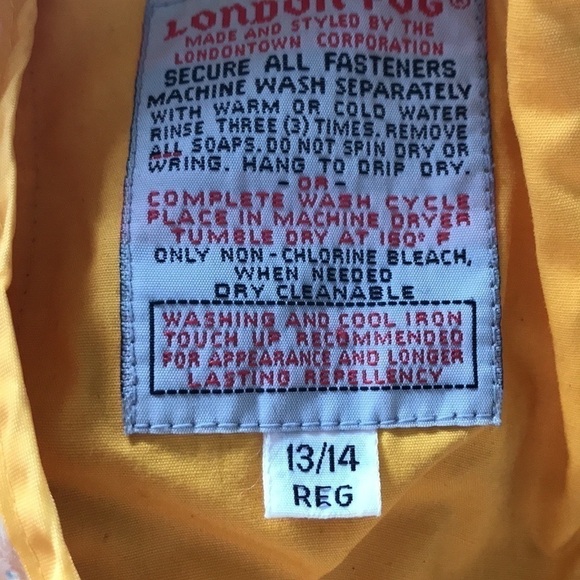 LONDON FOG®
MADE AND STYLED BY THE
LONDONTOWN CORPORATION
SECURE ALL FASTENERS
MACHINE WASH SEPARATELY
WITH WARM OR COLD WATER
RINSE THREE (3) TIMES. REMOVE
ALL SOAPS. DO NOT SPIN DRY OR
WRING. HANG TO DRIP DRY.
-OR-
COMPLETE WASH CYCLE
PLACE IN MACHINE DRYER
TUMBLE DRY AT 160° F
ONLY NON-CHLORINE BLEACH,
WHEN NEEDED
DRY CLEANABLE
WASHING AND COOL IRON
TOUCH UP RECOMMENDED
FOR APPEARANCE AND LONGER
LASTING REPELLENCY
13/14
REG